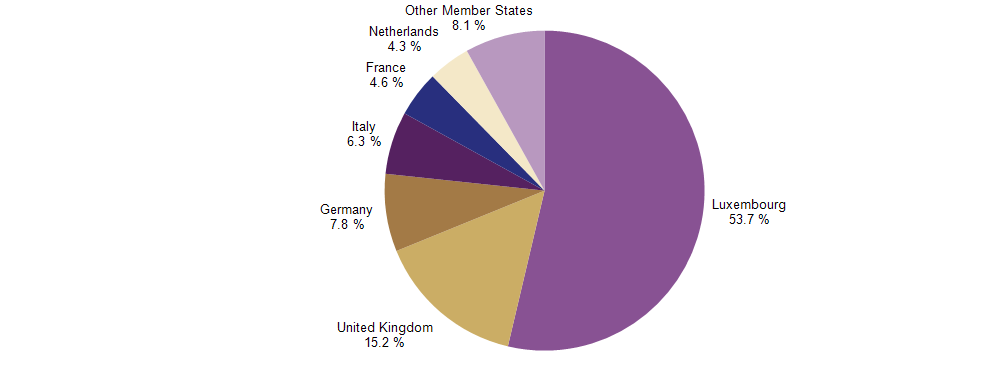 Other Member States
8.1 %
Netherlands
4.3 %
France
4.6 %
Italy
6.3 %
Luxembourg
53.7 %
Germany
7.8 %
United Kingdom
15.2 %